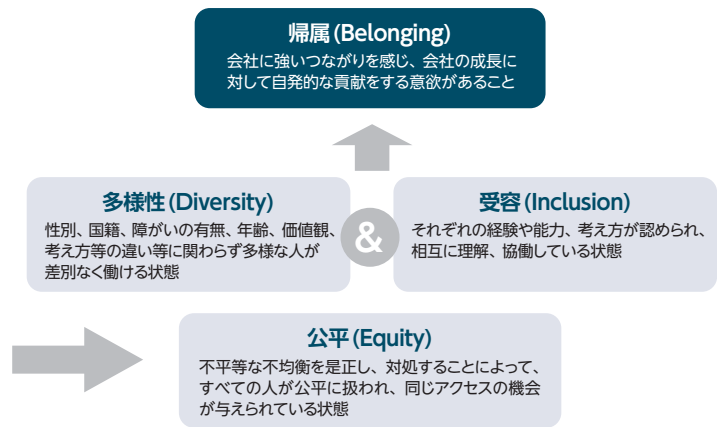 帰属(Belonging)
会社に強いつながりを感じ、会社の成長に
対して自発的な貢献をする意欲があること
多様性(Diversity)
性別、国籍、障がいの有無、年齢、価値観、
考え方等の違い等に関わらず多様な人が
差別なく働ける状態
&
受容(Inclusion)
それぞれの経験や能力、考え方が認められ、
相互に理解、協働している状態
公平(Equity)
不平等な不均衡を是正し、対処することによって、
すべての人が公平に扱われ、同じアクセスの機会
が与えられている状態